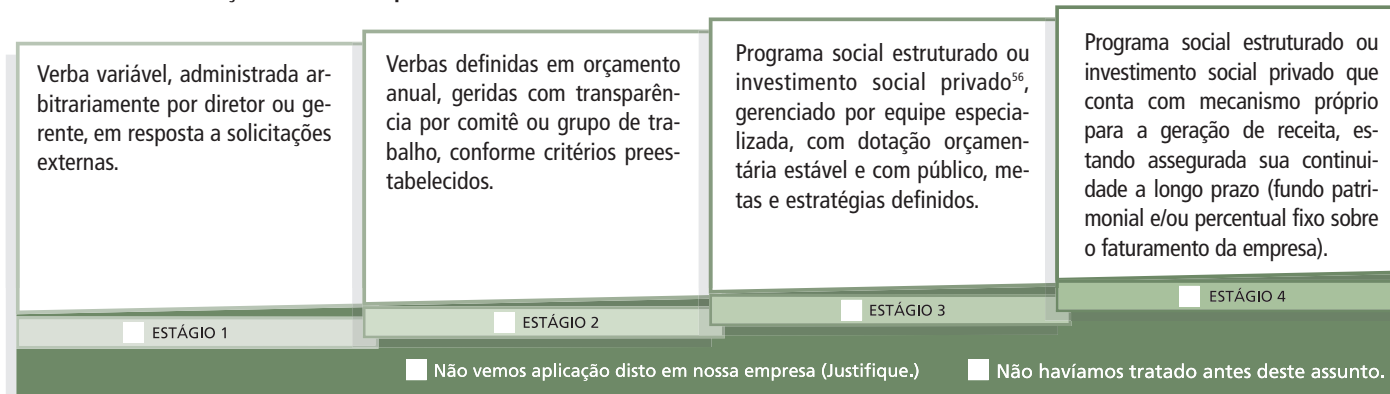 Verba variável, administrada ar-
bitrariamente por diretor ou ge-
rente, em resposta a solicitações
externas.
ESTÁGIO 1
Verbas definidas em orçamento
anual, geridas com transparên-
cia por comitê ou grupo de tra-
balho, conforme critérios prees-
tabelecidos.
ESTÁGIO 2
Programa social estruturado ou
investimento social privado56,
gerenciado por equipe especia-
lizada, com dotação orçamen-
tária estável e com público, me-
tas e estratégias definidos.
ESTÁGIO 3
Programa social estruturado ou
investimento social privado que
conta com mecanismo próprio
para a geração de receita, es-
tando assegurada sua continui-
dade a longo prazo (fundo patri-
monial e/ou percentual fixo sobre
o faturamento da empresa).
ESTÁGIO 4
Não vemos aplicação disto em nossa empresa (Justifique.)
Não havíamos tratado antes deste assunto.